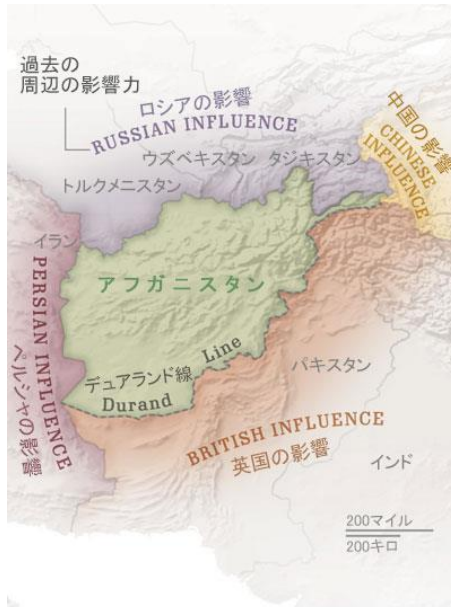 過去の
周辺の影響力
ロシアの影響
RUSSIAN INFLUENCE
中国の影響
CHINESE
INFLUENCE
ウズベキスタン
タジキスタン
トルクメニスタン
イラン
アフガニスタン
PERSIAN INFLUENCE
ペルシャの影響
デュアランド線
Durand Line
パキスタン
BRITISH INFLUENCE
英国の影響
インド
200マイル
200キロ